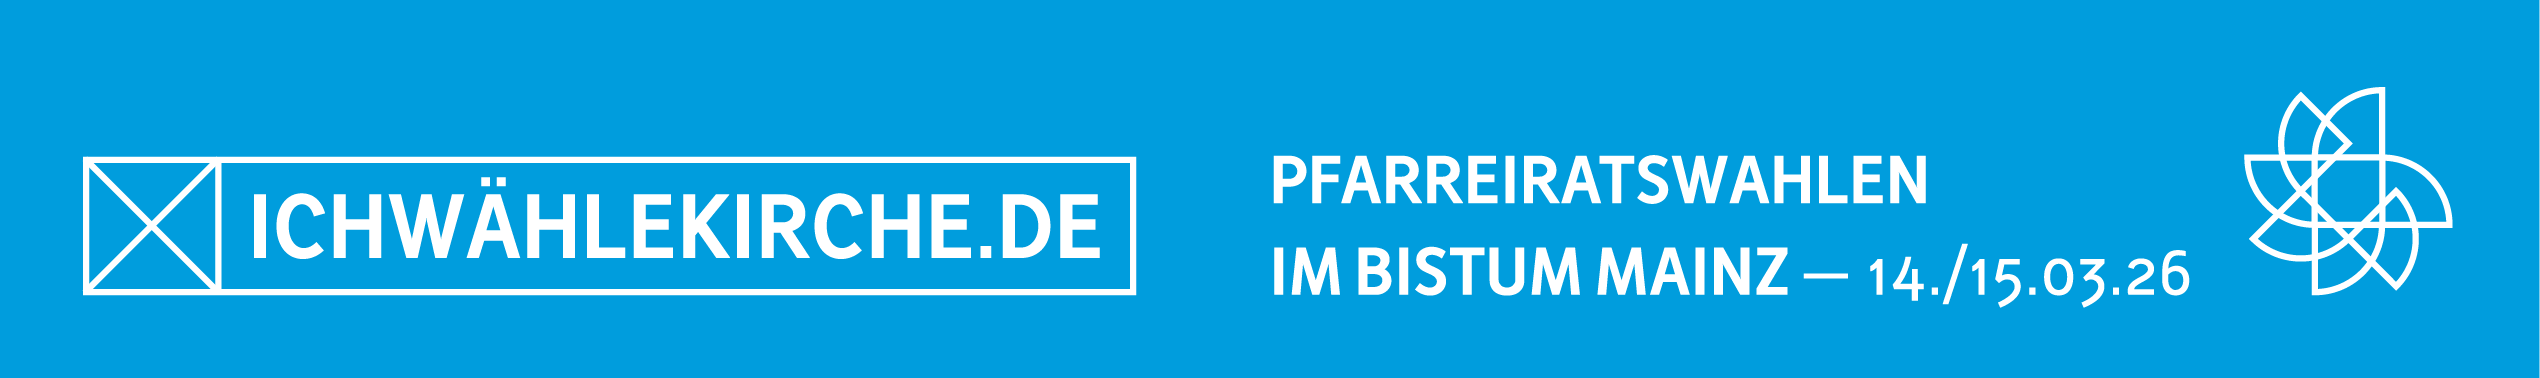 ICHWÄHLEKIRCHE.DE
PFARREIRATSWAHLEN
IM BISTUM MAINZ — 14./15.03.26